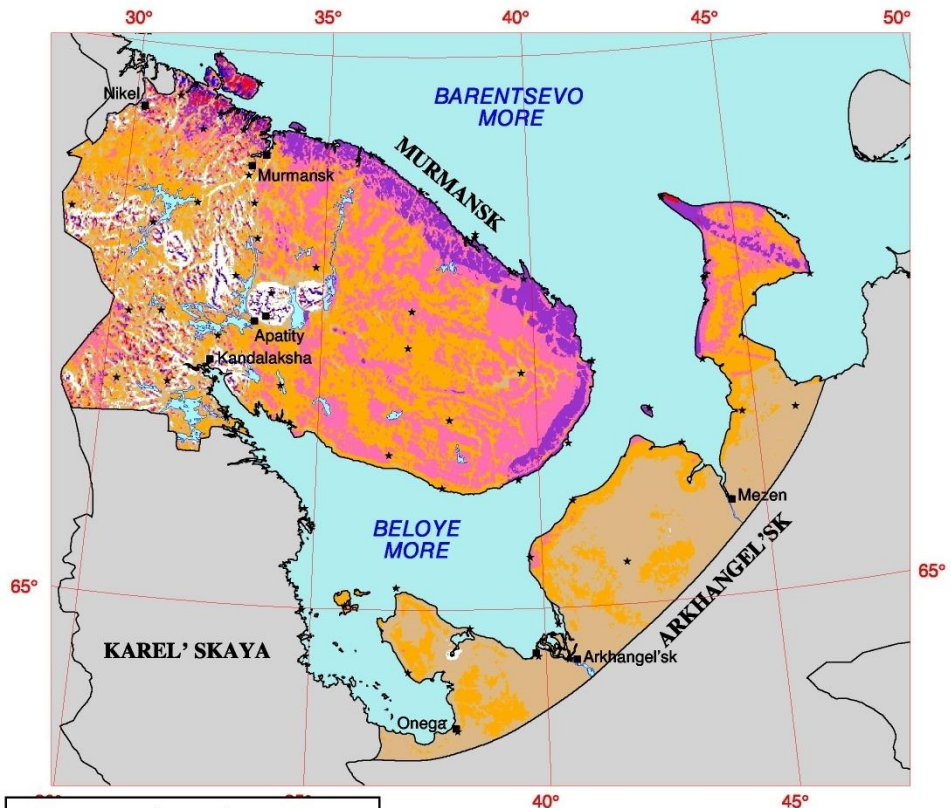 30°
35°
40°
45°
50°
BARENTSEVO
MORE
Nikel
MURMANSK
Murmansk
Apatity
Kandalaksha
Mezen
BELOYE
MORE
65°
65°
ARKHANGEL'SK
KAREL' SKAYA
Arkhangel'sk
Onega
40°
45°